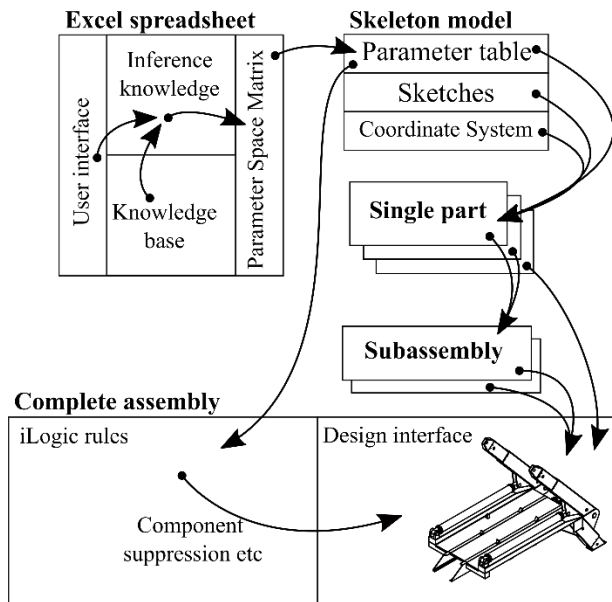 Excel spreadsheet
User interface
Inference
knowledge
Knowledge
base
Parameter Space Matrix
Skeleton model
Parameter table
Sketches
Coordinate System
Single part
Subassembly
Complete assembly
iLogic rules
Component
suppression etc
Design interface